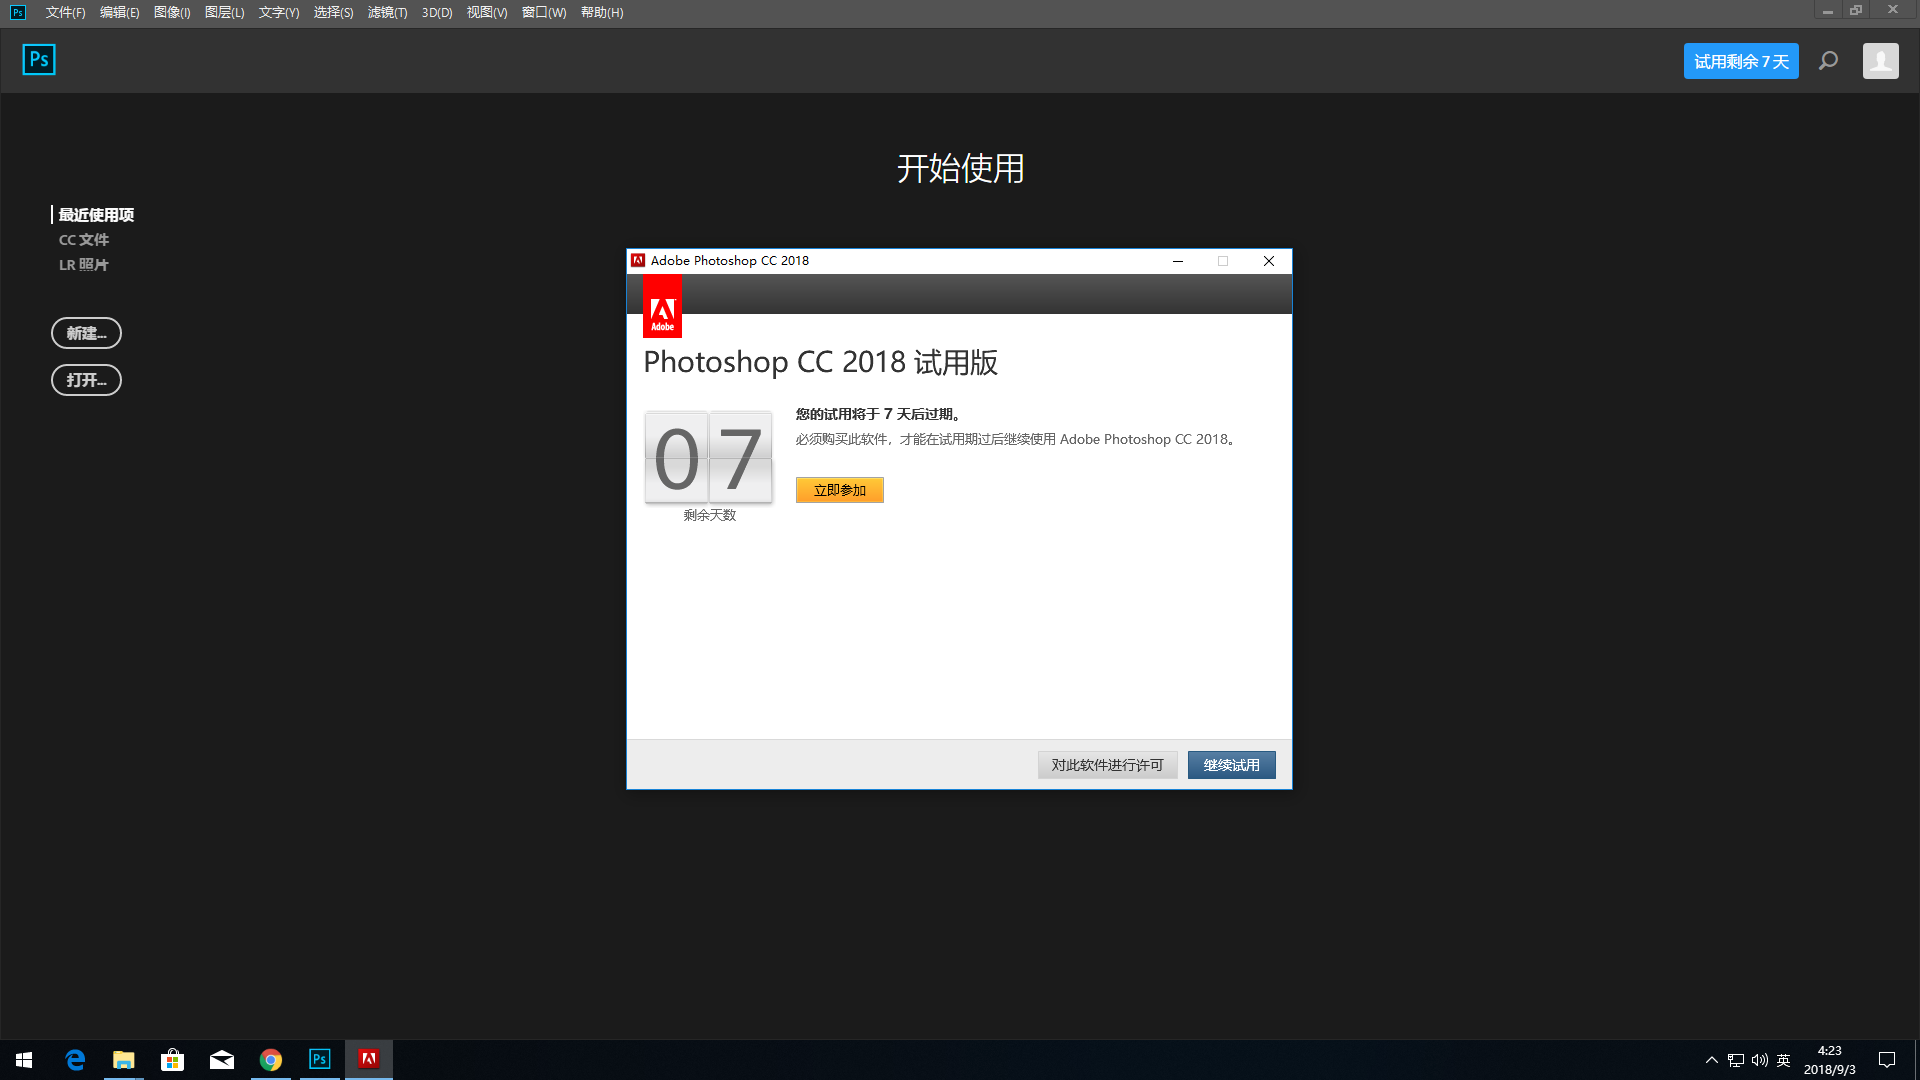 Ps 文件(F) 编辑(E) 图像(I) 图层(L) 文字(Y) 选择(S) 滤镜(T) 3D(D) 视图(V) 窗口(W) 帮助(H)
Ps
试用剩余 7 天
开始使用
最近使用项
CC 文件
LR 照片
新建...
打开...
Adobe Photoshop CC 2018
Adobe
Photoshop CC 2018 试用版
07
剩余天数
您的试用将于 7 天后过期。
必须购买此软件，才能在试用期过后继续使用 Adobe Photoshop CC 2018。
立即参加
对此软件进行许可
继续试用
Ps
英
4:23
2018/9/3